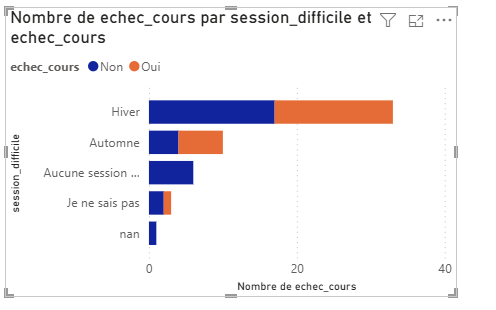 Nombre de echec_cours par session_difficile et
echec_cours
echec_cours Non Oui
session_difficile
Hiver
Automne
Aucune session ...
Je ne sais pas
nan
0 20 40
Nombre de echec_cours